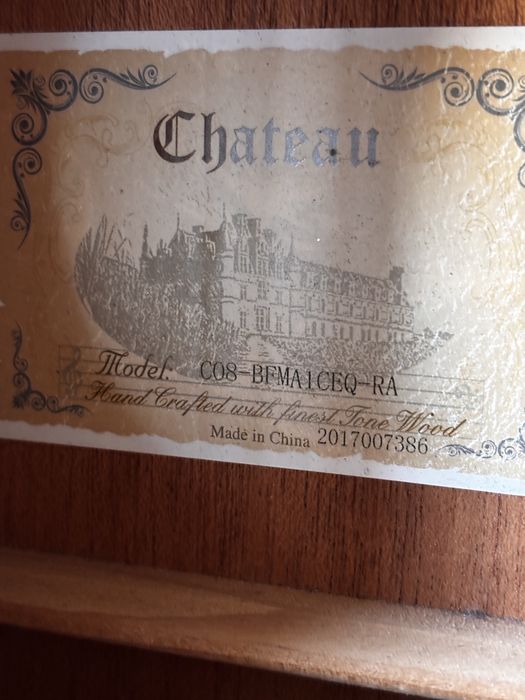 Chateau
Model: C08-BFMA1CEQ-RA
Hand Crafted with finest Tone Wood
Made in China 2017007386